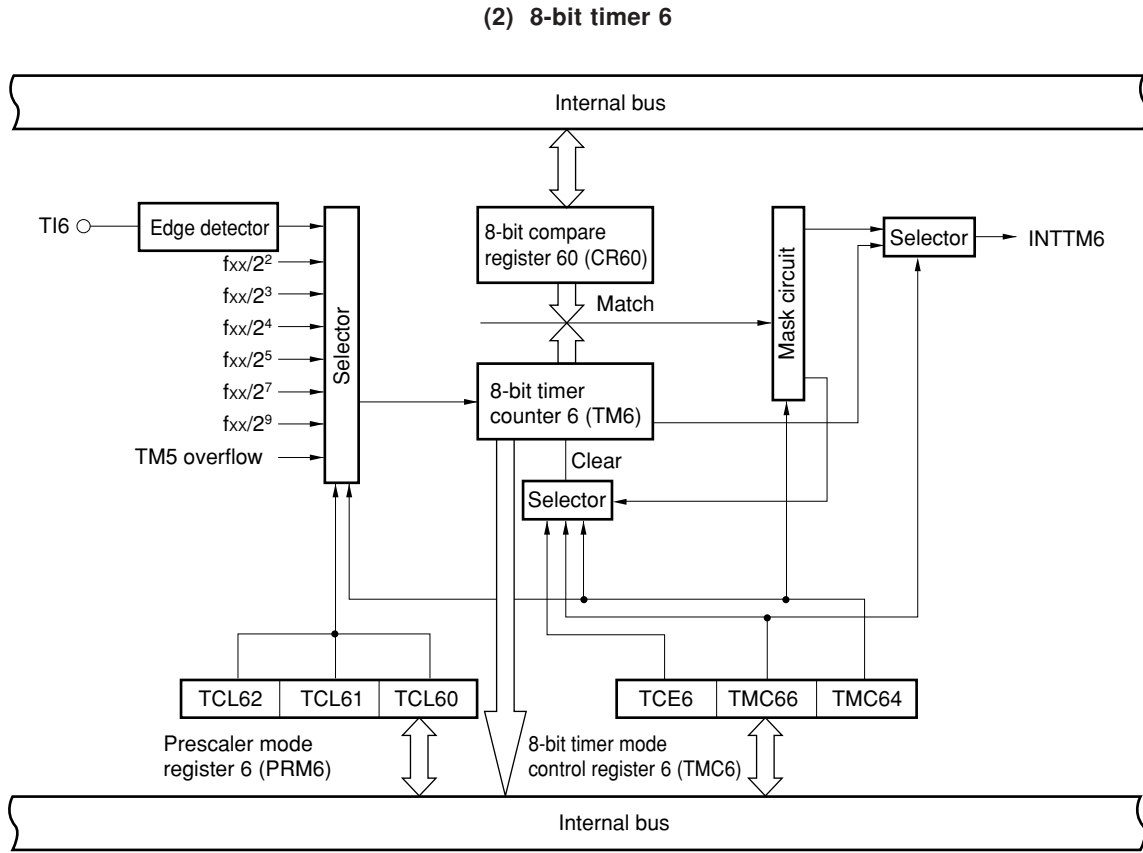 (2) 8-bit timer 6
Internal bus
TI6
Edge detector
fxx/2²
fxx/2³
fxx/2⁴
fxx/2⁵
fxx/2⁷
fxx/2⁹
TM5 overflow
Selector
8-bit compare
register 60 (CR60)
Match
8-bit timer
counter 6 (TM6)
Clear
Selector
Mask circuit
Selector
INTTM6
TCL62
TCL61
TCL60
Prescaler mode
register 6 (PRM6)
TCE6
TMC66
TMC64
8-bit timer mode
control register 6 (TMC6)
Internal bus